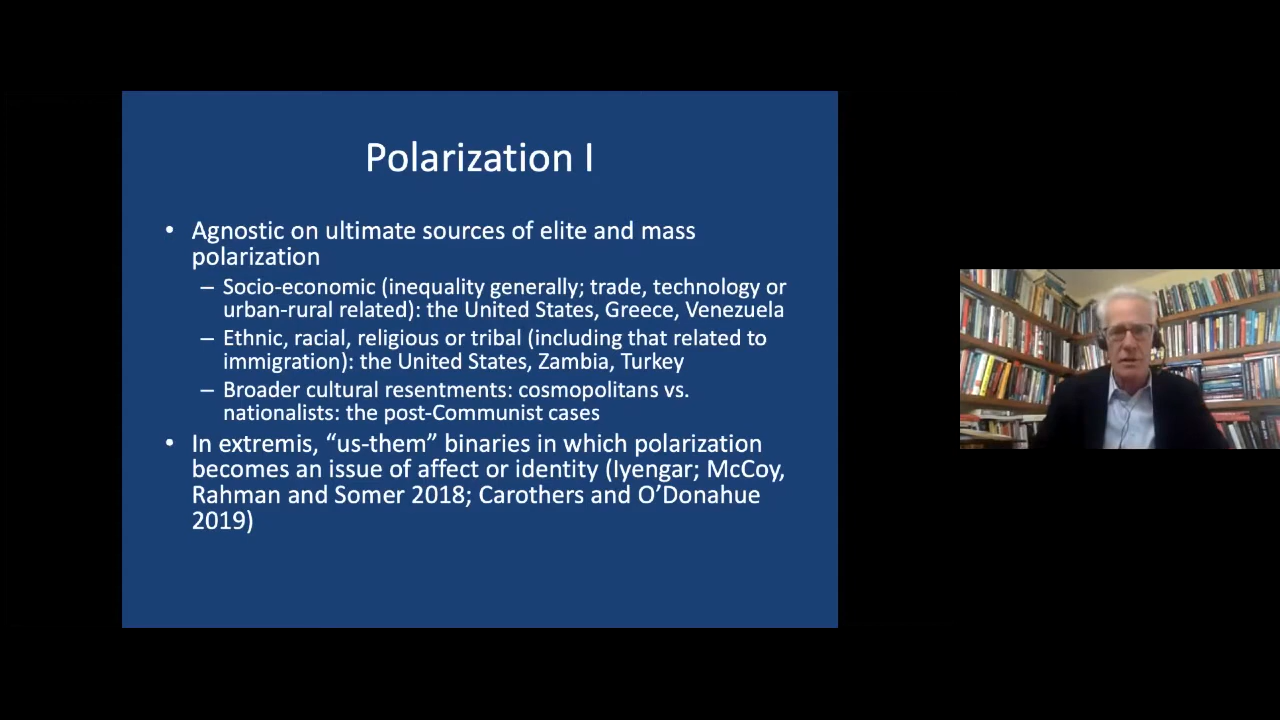 Polarization I
• Agnostic on ultimate sources of elite and mass
polarization
– Socio-economic (inequality generally; trade, technology or
urban-rural related): the United States, Greece, Venezuela
– Ethnic, racial, religious or tribal (including that related to
immigration): the United States, Zambia, Turkey
– Broader cultural resentments: cosmopolitans vs.
nationalists: the post-Communist cases
• In extremis, “us-them” binaries in which polarization
becomes an issue of affect or identity (Iyengar; McCoy,
Rahman and Somer 2018; Carothers and O’Donahue
2019)